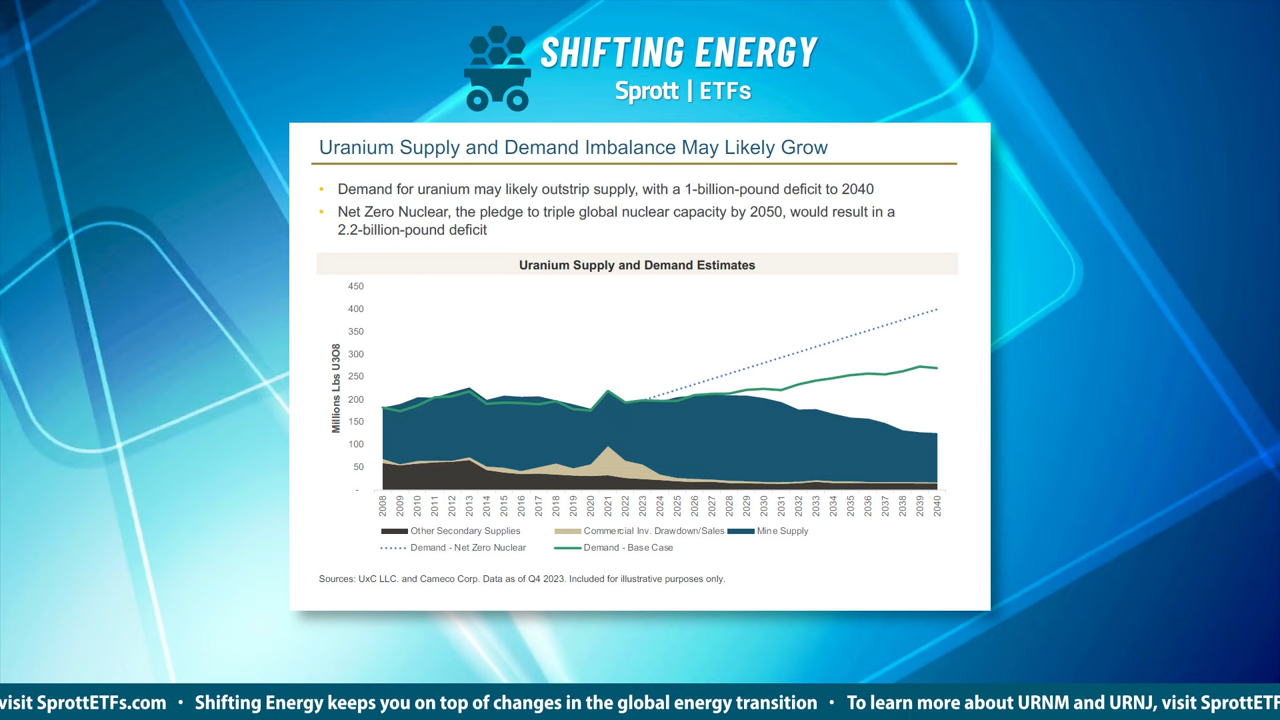 SHIFTING ENERGY
Sprott | ETFs
Uranium Supply and Demand Imbalance May Likely Grow
• Demand for uranium may likely outstrip supply, with a 1-billion-pound deficit to 2040
• Net Zero Nuclear, the pledge to triple global nuclear capacity by 2050, would result in a
2.2-billion-pound deficit
Uranium Supply and Demand Estimates
Millions Lbs U3O8
450
400
350
300
250
200
150
100
50
-
2008 2009 2010 2011 2012 2013 2014 2015 2016 2017 2018 2019 2020 2021 2022 2023 2024 2025 2026 2027 2028 2029 2030 2031 2032 2033 2034 2035 2036 2037 2038 2039 2040
Other Secondary Supplies Commercial Inv. Drawdown/Sales Mine Supply
Demand - Net Zero Nuclear Demand - Base Case
Sources: UxC LLC. and Cameco Corp. Data as of Q4 2023. Included for illustrative purposes only.
visit SprottETFs.com • Shifting Energy keeps you on top of changes in the global energy transition • To learn more about URNM and URNJ, visit SprottETF